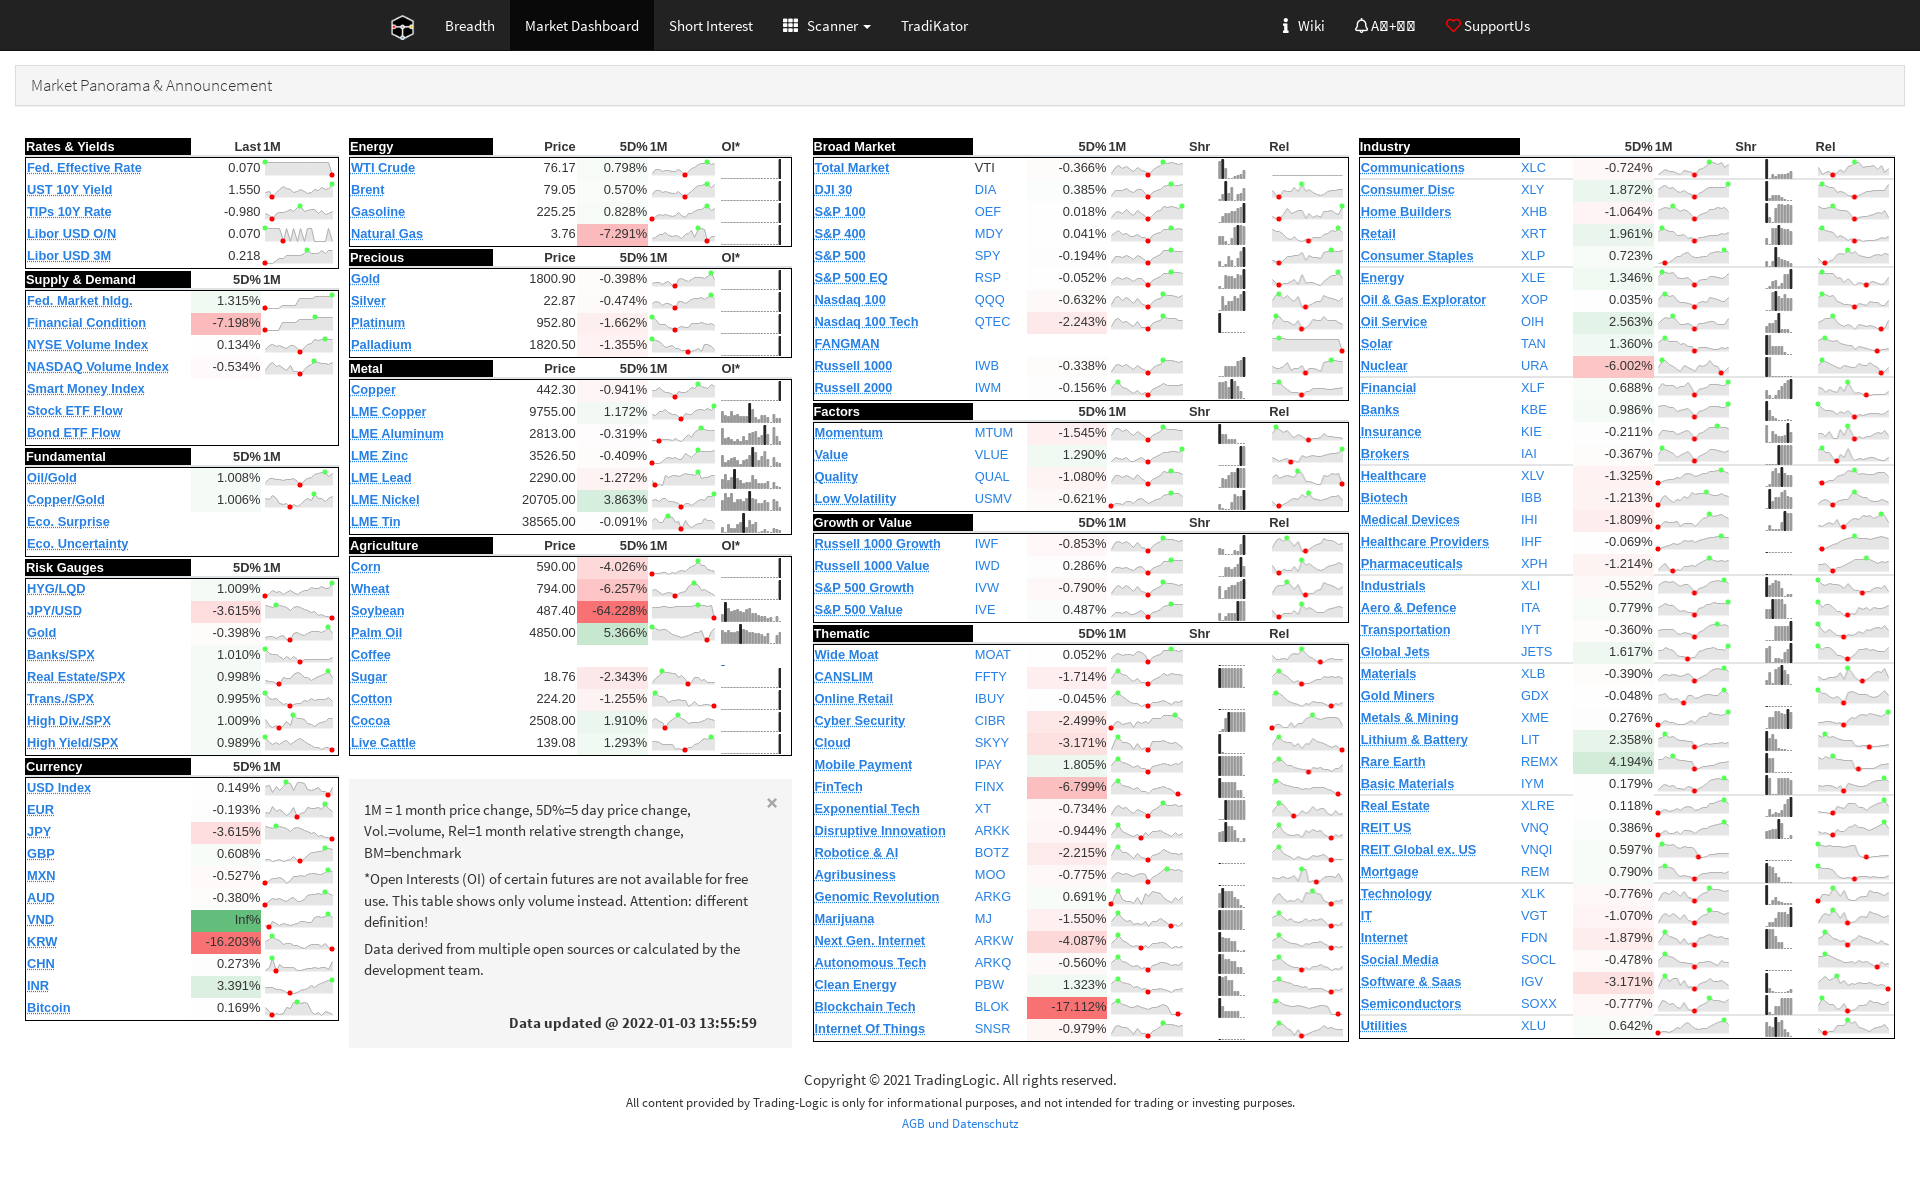 Breadth Market Dashboard Short Interest Scanner TradiKator Wiki SupportUs
Market Panorama & Announcement
Rates & Yields Last 1M
Fed. Effective Rate 0.070
UST 10Y Yield 1.550
TIPs 10Y Rate -0.980
Libor USD O/N 0.070
Libor USD 3M 0.218
Supply & Demand 5D% 1M
Fed. Market hldg. 1.315%
Financial Condition -7.198%
NYSE Volume Index 0.134%
NASDAQ Volume Index -0.534%
Smart Money Index
Stock ETF Flow
Bond ETF Flow
Fundamental 5D% 1M
Oil/Gold 1.008%
Copper/Gold 1.006%
Eco. Surprise
Eco. Uncertainty
Risk Gauges 5D% 1M
HYG/LQD 1.009%
JPY/USD -3.615%
Gold -0.398%
Banks/SPX 1.010%
Real Estate/SPX 0.998%
Trans./SPX 0.995%
High Div./SPX 1.009%
High Yield/SPX 0.989%
Currency 5D% 1M
USD Index 0.149%
EUR -0.193%
JPY -3.615%
GBP 0.608%
MXN -0.527%
AUD -0.380%
VND Inf%
KRW -16.203%
CHN 0.273%
INR 3.391%
Bitcoin 0.169%
Energy Price 5D% 1M OI*
WTI Crude 76.17 0.798%
Brent 79.05 0.570%
Gasoline 225.25 0.828%
Natural Gas 3.76 -7.291%
Precious Price 5D% 1M OI*
Gold 1800.90 -0.398%
Silver 22.87 -0.474%
Platinum 952.80 -1.662%
Palladium 1820.50 -1.355%
Metal Price 5D% 1M OI*
Copper 442.30 -0.941%
LME Copper 9755.00 1.172%
LME Aluminum 2813.00 -0.319%
LME Zinc 3526.50 -0.409%
LME Lead 2290.00 -1.272%
LME Nickel 20705.00 3.863%
LME Tin 38565.00 -0.091%
Agriculture Price 5D% 1M OI*
Corn 590.00 -4.026%
Wheat 794.00 -6.257%
Soybean 487.40 -64.228%
Palm Oil 4850.00 5.366%
Coffee
Sugar 18.76 -2.343%
Cotton 224.20 -1.255%
Cocoa 2508.00 1.910%
Live Cattle 139.08 1.293%
×
1M = 1 month price change, 5D%=5 day price change,
Vol.=volume, Rel=1 month relative strength change,
BM=benchmark
*Open Interests (OI) of certain futures are not available for free
use. This table shows only volume instead. Attention: different
definition!
Data derived from multiple open sources or calculated by the
development team.
Data updated @ 2022-01-03 13:55:59
Broad Market 5D% 1M Shr Rel
Total Market VTI -0.366%
DJI 30 DIA 0.385%
S&P 100 OEF 0.018%
S&P 400 MDY 0.041%
S&P 500 SPY -0.194%
S&P 500 EQ RSP -0.052%
Nasdaq 100 QQQ -0.632%
Nasdaq 100 Tech QTEC -2.243%
FANGMAN
Russell 1000 IWB -0.338%
Russell 2000 IWM -0.156%
Factors 5D% 1M Shr Rel
Momentum MTUM -1.545%
Value VLUE 1.290%
Quality QUAL -1.080%
Low Volatility USMV -0.621%
Growth or Value 5D% 1M Shr Rel
Russell 1000 Growth IWF -0.853%
Russell 1000 Value IWD 0.286%
S&P 500 Growth IVW -0.790%
S&P 500 Value IVE 0.487%
Thematic 5D% 1M Shr Rel
Wide Moat MOAT 0.052%
CANSLIM FFTY -1.714%
Online Retail IBUY -0.045%
Cyber Security CIBR -2.499%
Cloud SKYY -3.171%
Mobile Payment IPAY 1.805%
FinTech FINX -6.799%
Exponential Tech XT -0.734%
Disruptive Innovation ARKK -0.944%
Robotice & AI BOTZ -2.215%
Agribusiness MOO -0.775%
Genomic Revolution ARKG 0.691%
Marijuana MJ -1.550%
Next Gen. Internet ARKW -4.087%
Autonomous Tech ARKQ -0.560%
Clean Energy PBW 1.323%
Blockchain Tech BLOK -17.112%
Internet Of Things SNSR -0.979%
Industry 5D% 1M Shr Rel
Communications XLC -0.724%
Consumer Disc XLY 1.872%
Home Builders XHB -1.064%
Retail XRT 1.961%
Consumer Staples XLP 0.723%
Energy XLE 1.346%
Oil & Gas Explorator XOP 0.035%
Oil Service OIH 2.563%
Solar TAN 1.360%
Nuclear URA -6.002%
Financial XLF 0.688%
Banks KBE 0.986%
Insurance KIE -0.211%
Brokers IAI -0.367%
Healthcare XLV -1.325%
Biotech IBB -1.213%
Medical Devices IHI -1.809%
Healthcare Providers IHF -0.069%
Pharmaceuticals XPH -1.214%
Industrials XLI -0.552%
Aero & Defence ITA 0.779%
Transportation IYT -0.360%
Global Jets JETS 1.617%
Materials XLB -0.390%
Gold Miners GDX -0.048%
Metals & Mining XME 0.276%
Lithium & Battery LIT 2.358%
Rare Earth REMX 4.194%
Basic Materials IYM 0.179%
Real Estate XLRE 0.118%
REIT US VNQ 0.386%
REIT Global ex. US VNQI 0.597%
Mortgage REM 0.790%
Technology XLK -0.776%
IT VGT -1.070%
Internet FDN -1.879%
Social Media SOCL -0.478%
Software & Saas IGV -3.171%
Semiconductors SOXX -0.777%
Utilities XLU 0.642%
Copyright © 2021 TradingLogic. All rights reserved.
All content provided by Trading-Logic is only for informational purposes, and not intended for trading or investing purposes.
AGB und Datenschutz